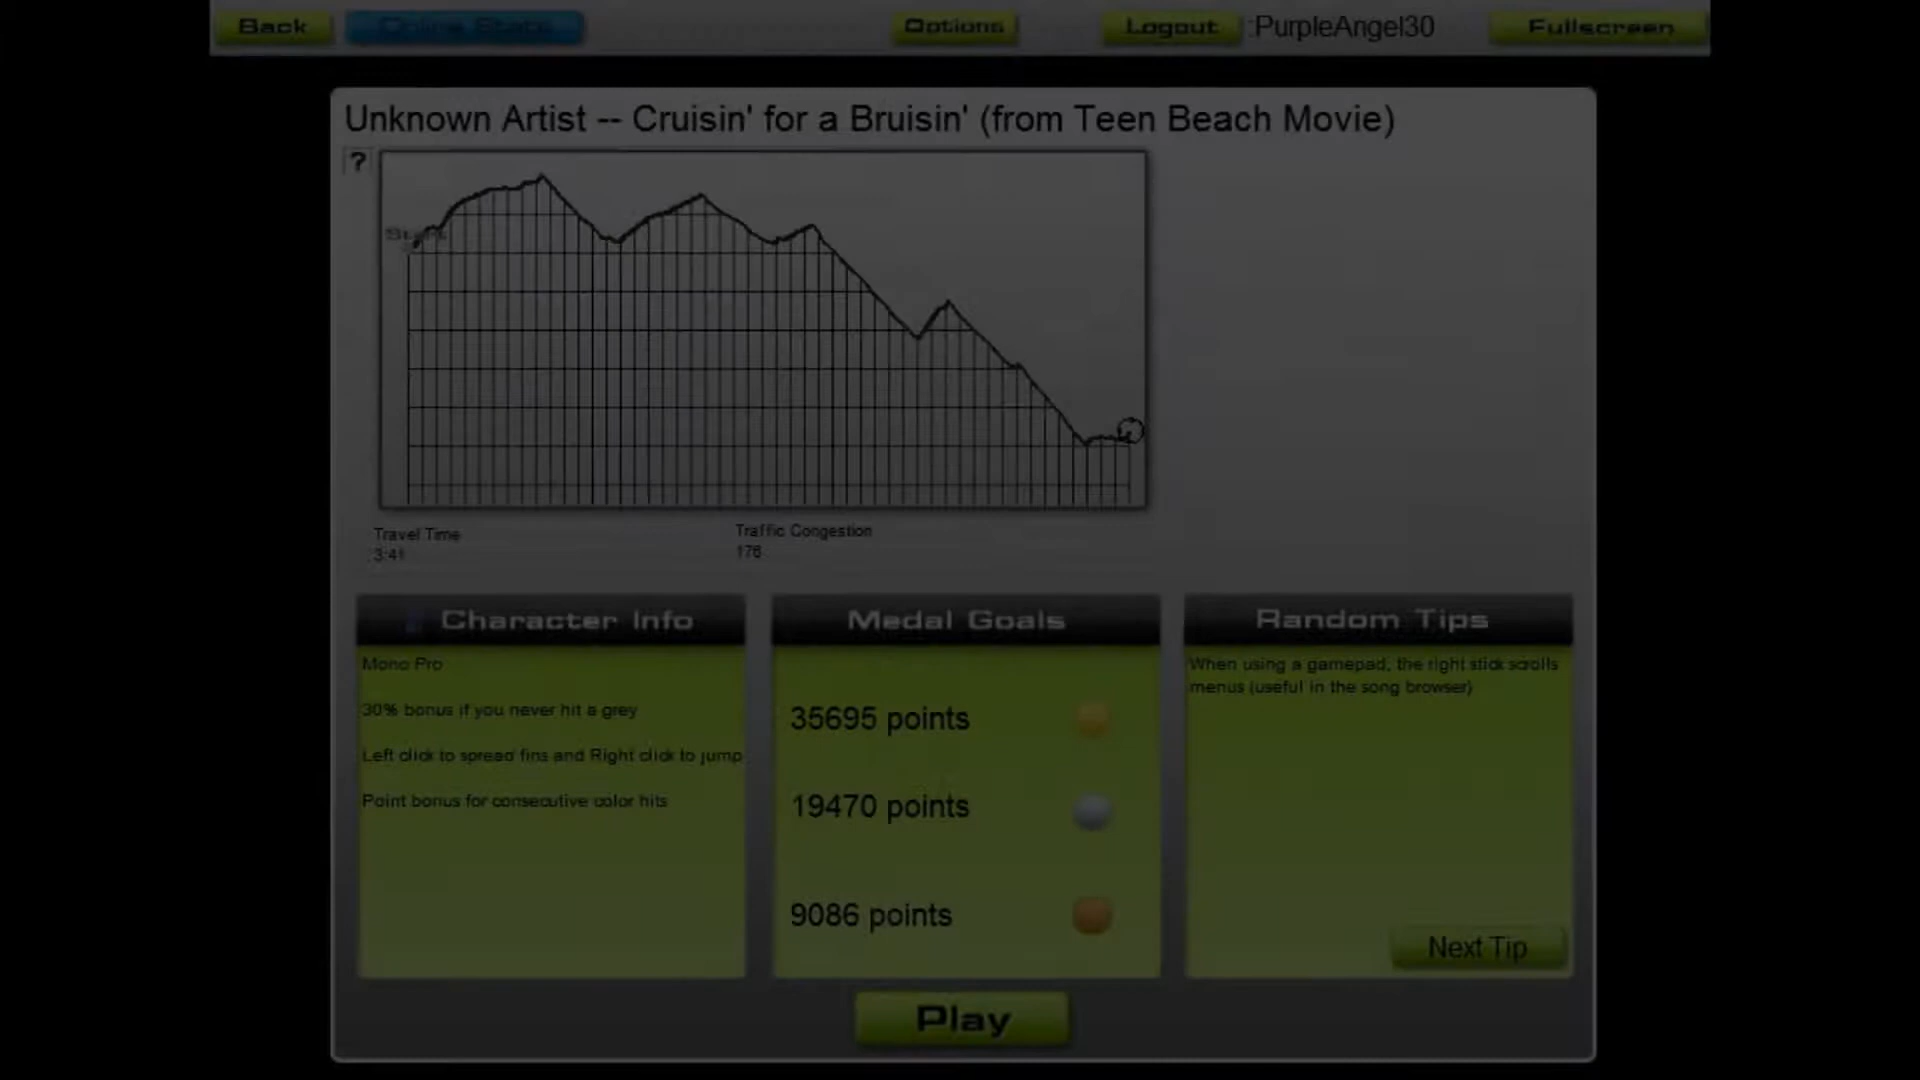 Back
Online Stats
Options
Logout
:PurpleAngel30
Fullscreen
Unknown Artist -- Cruisin' for a Bruisin' (from Teen Beach Movie)
?
Start
Travel Time
3:41
Traffic Congestion
176
Character Info
Mono Pro
30% bonus if you never hit a grey
Left click to spread fins and Right click to jump
Point bonus for consecutive color hits
Medal Goals
35695 points
19470 points
9086 points
Random Tips
When using a gamepad, the right stick scrolls
menus (useful in the song browser)
Next Tip
Play